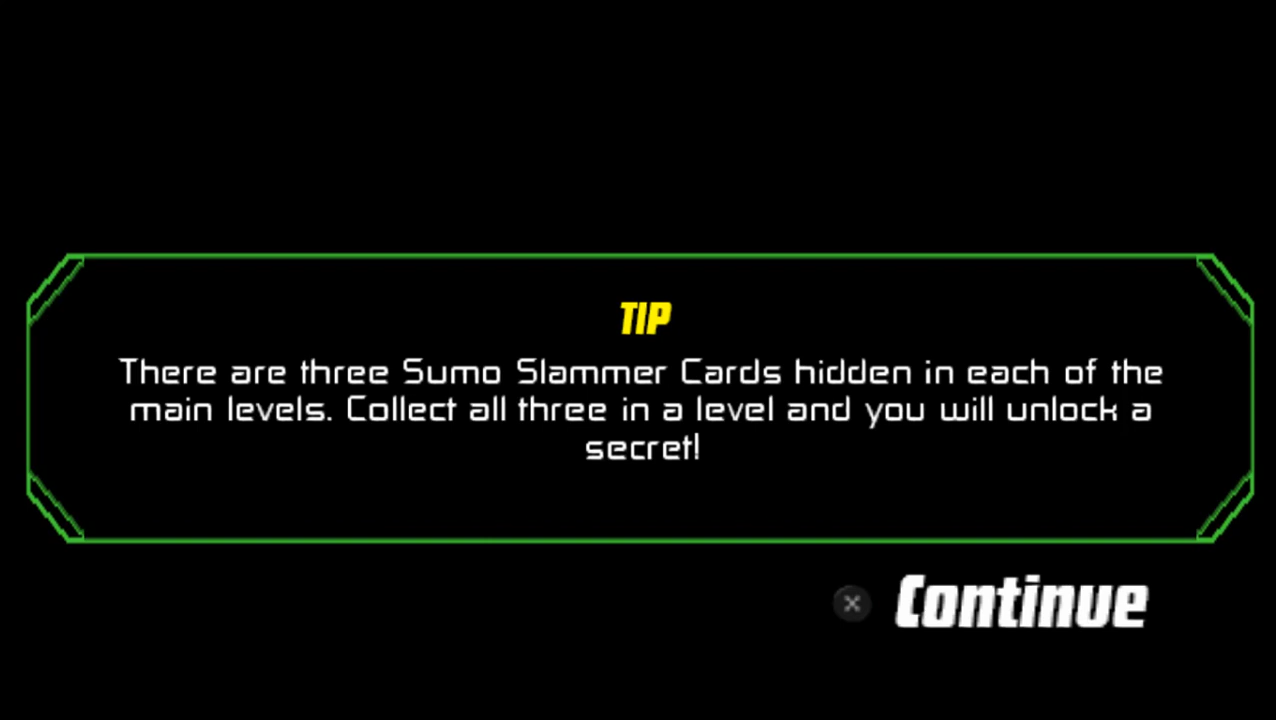 TIP
There are three Sumo Slammer Cards hidden in each of the
main levels. Collect all three in a level and you will unlock a
secret!
Continue